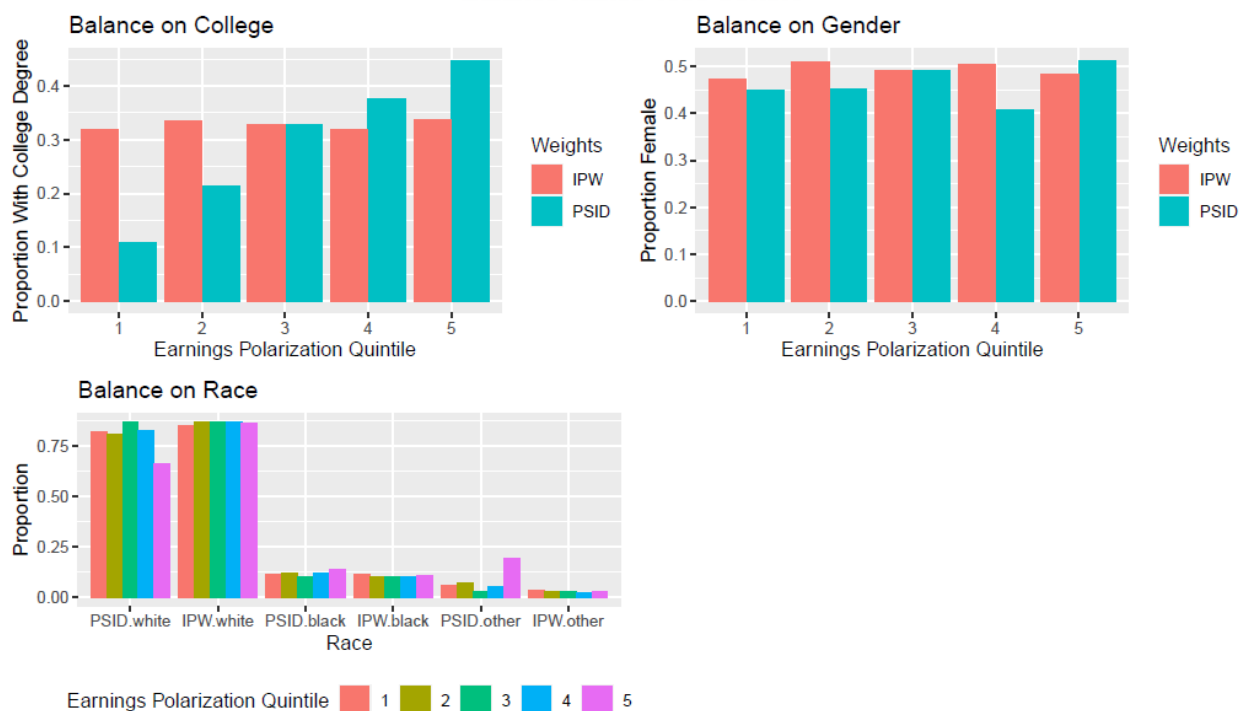 Balance on College
Proportion With College Degree
0.4
0.3
0.2
0.1
0.0
1 2 3 4 5
Earnings Polarization Quintile
Weights
IPW
PSID
Balance on Gender
Proportion Female
0.5
0.4
0.3
0.2
0.1
0.0
1 2 3 4 5
Earnings Polarization Quintile
Weights
IPW
PSID
Balance on Race
Proportion
0.75
0.50
0.25
0.00
PSID.white IPW.white PSID.black IPW.black PSID.other IPW.other
Race
Earnings Polarization Quintile 1 2 3 4 5